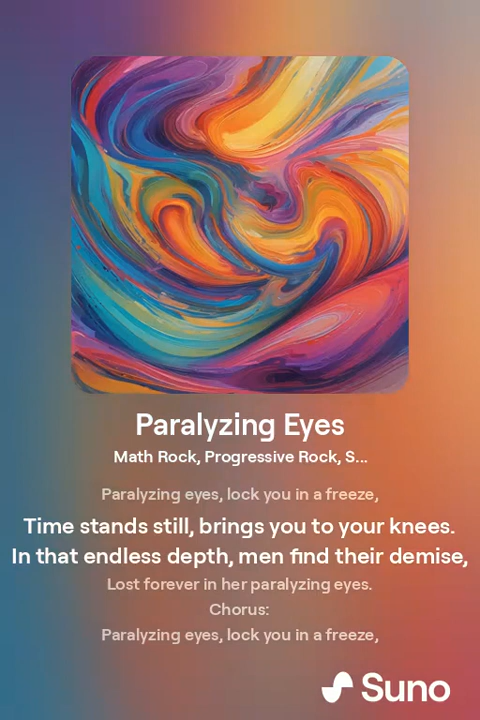 Paralyzing Eyes
Math Rock, Progressive Rock, S...
Paralyzing eyes, lock you in a freeze,
Time stands still, brings you to your knees.
In that endless depth, men find their demise,
Lost forever in her paralyzing eyes.
Chorus:
Paralyzing eyes, lock you in a freeze,
Suno